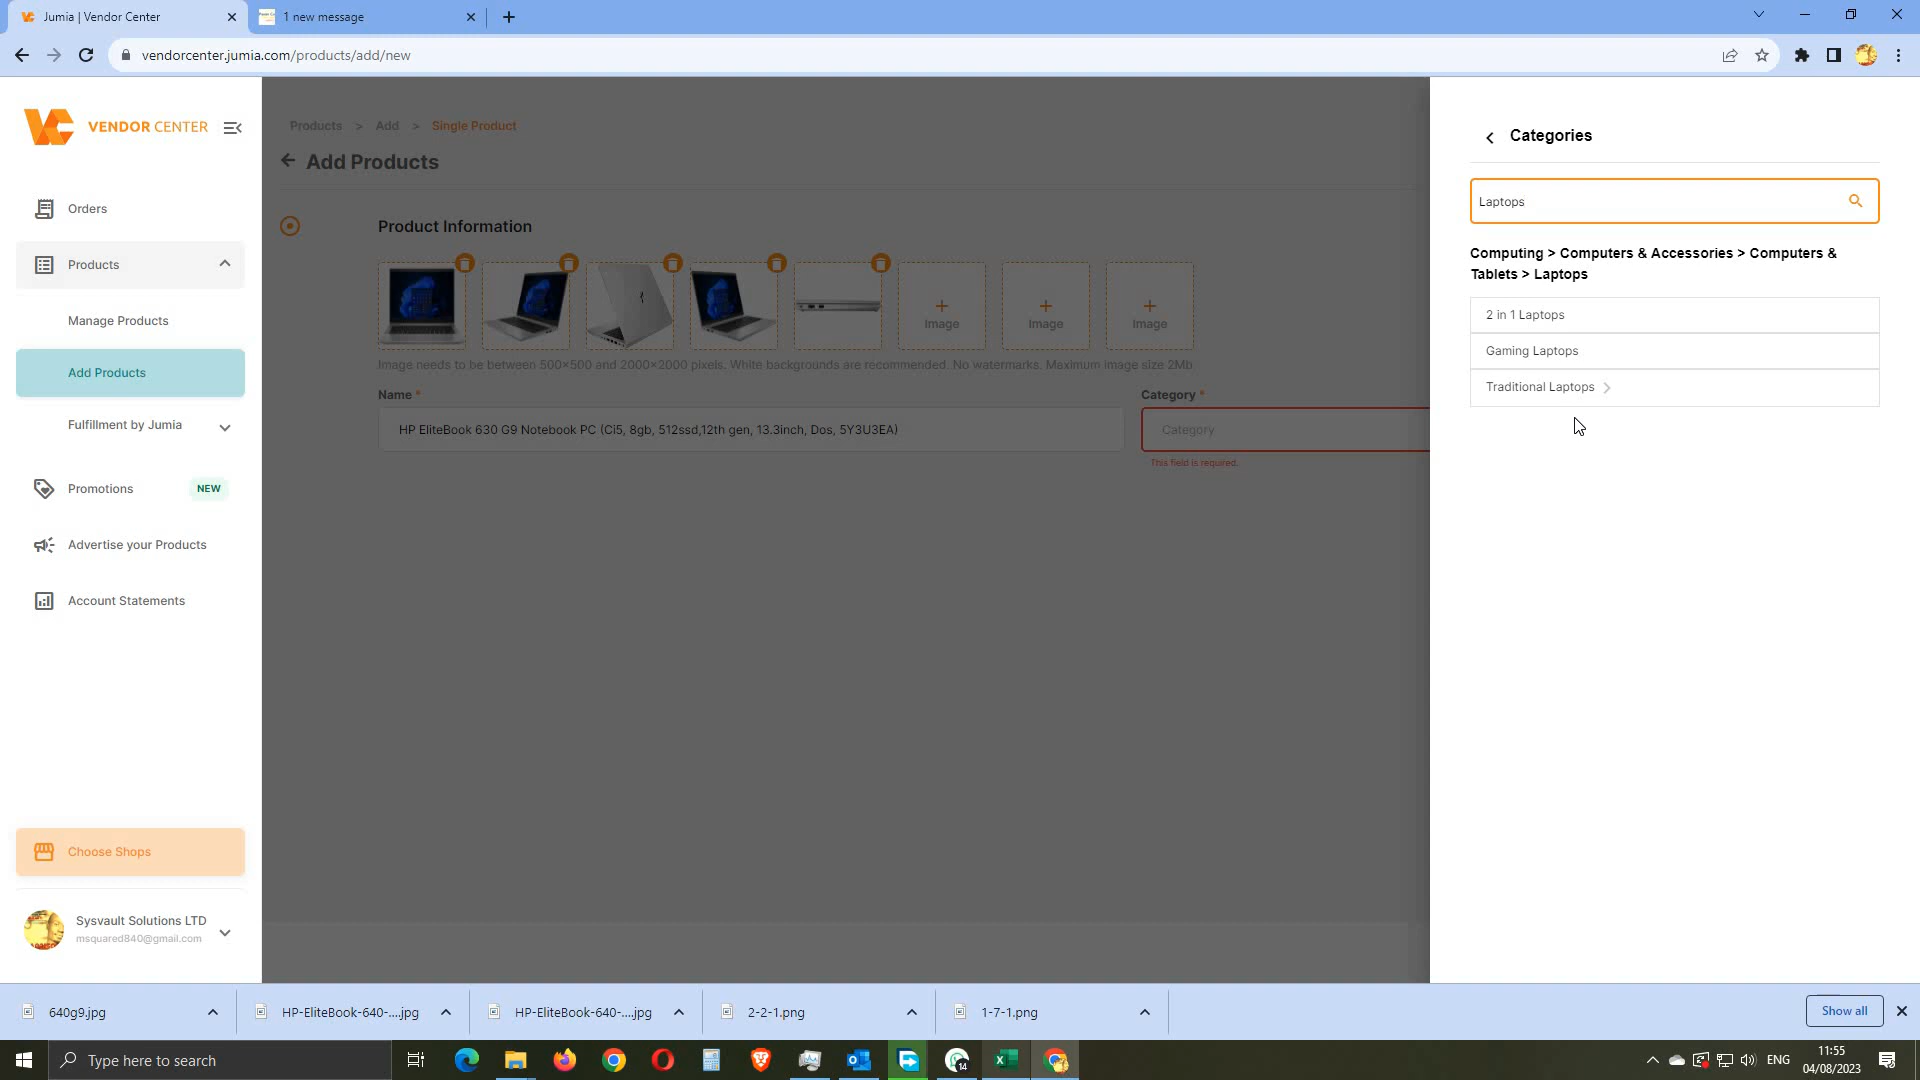 Jumia | Vendor Center
1 new message
vendorcenter.jumia.com/products/add/new
VENDOR CENTER
Orders
Products
Manage Products
Add Products
Fulfillment by Jumia
Promotions
NEW
Advertise your Products
Account Statements
Choose Shops
Sysvault Solutions LTD
msquared840@gmail.com
Products > Add > Single Product
Add Products
Product Information
Image
Image
Image
Image needs to be between 500x500 and 2000x2000 pixels. White backgrounds are recommended. No watermarks. Maximum image size 2Mb
Name *
HP EliteBook 630 G9 Notebook PC (Ci5, 8gb, 512ssd,12th gen, 13.3inch, Dos, 5Y3U3EA)
Category *
Category
This field is required.
Categories
Laptops
Computing > Computers & Accessories > Computers &
Tablets > Laptops
2 in 1 Laptops
Gaming Laptops
Traditional Laptops
640g9.jpg
HP-EliteBook-640-....jpg
HP-EliteBook-640-....jpg
2-2-1.png
1-7-1.png
Show all
Type here to search
14
ENG
11:55
04/08/2023